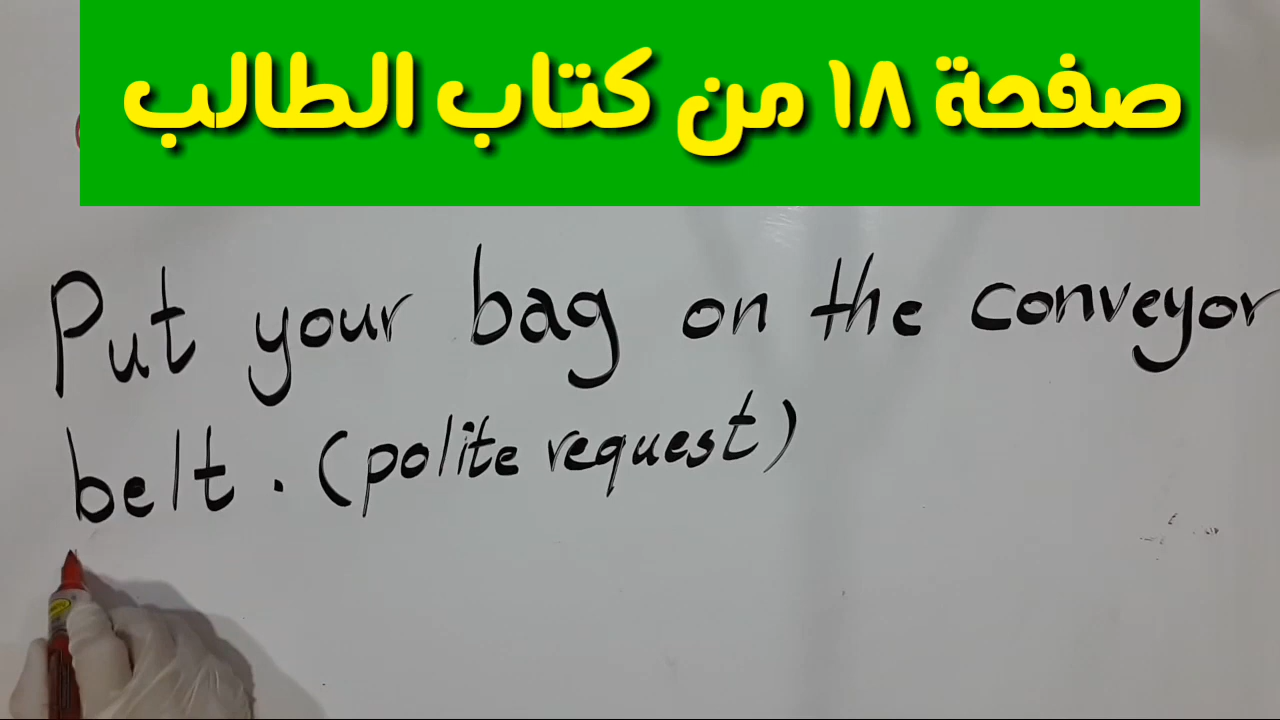 صفحة ١٨ من كتاب الطالب
Put your bag on the conveyor
belt. (polite request)